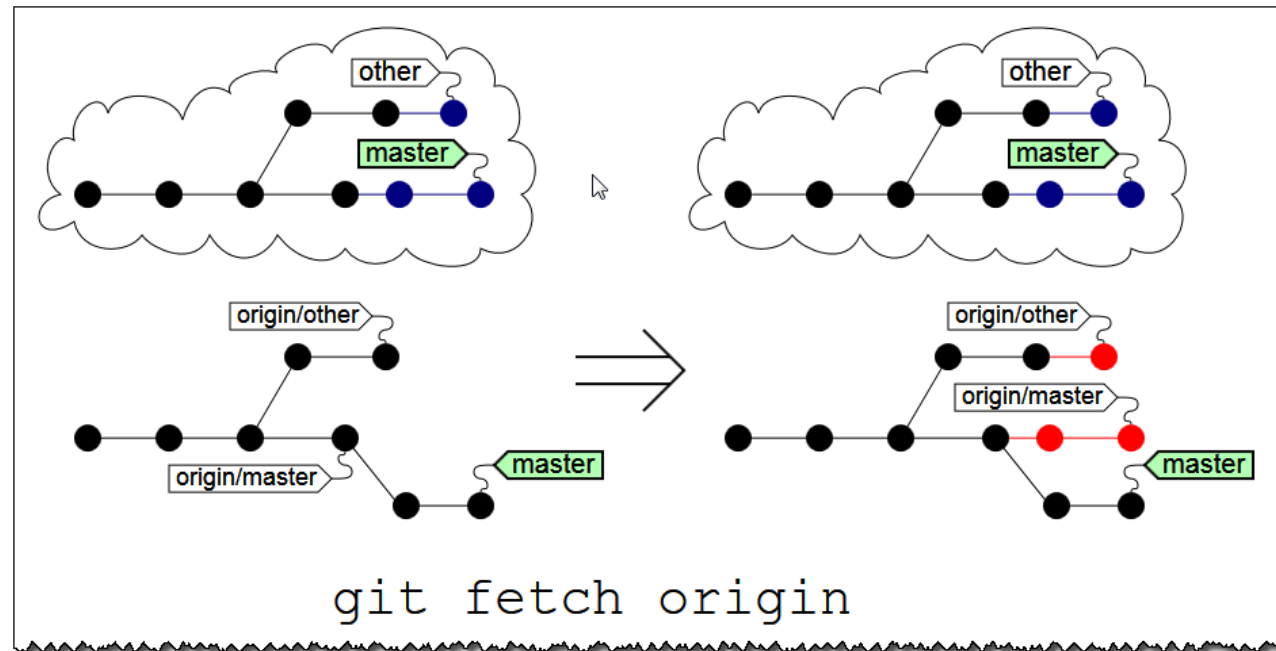 other
other
master
master
origin/other
origin/other
origin/master
origin/master
master
master
git fetch origin